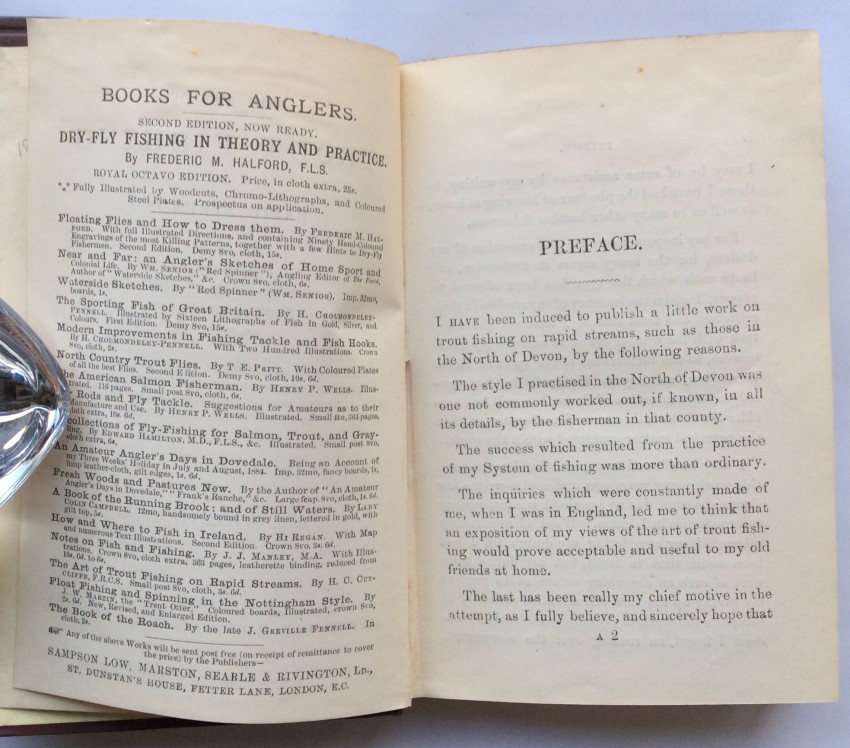 BOOKS FOR ANGLERS.
SECOND EDITION, NOW READY.
DRY-FLY FISHING IN THEORY AND PRACTICE.
By FREDERIC M. HALFORD, F.L.S.
ROYAL OCTAVO EDITION. Price, in cloth extra, 25s.
*⁎* Fully Illustrated by Woodcuts, Chromo-Lithographs, and Coloured
Steel Plates. Prospectus on application.
Floating Flies and How to Dress them. By FREDERIC M. HAL-
FORD. With full Illustrated Directions, and containing Ninety Hand-Coloured
Engravings of the most Killing Patterns, together with a few Hints to Dry-Fly
Fishermen. Second Edition. Demy 8vo, cloth, 15s.
Near and Far: an Angler's Sketches of Home Sport and
Colonial Life. By WM. SENIOR ("Red Spinner"), Angling Editor of The Field,
Author of "Waterside Sketches," &c. Crown 8vo, cloth, 6s.
Waterside Sketches. By "Red Spinner" (WM. SENIOR). Imp. 32mo,
boards, 1s.
The Sporting Fish of Great Britain. By H. CHOLMONDELEY-
PENNELL. Illustrated by Sixteen Lithographs of Fish in Gold, Silver, and
Colours. First Edition. Demy 8vo, 15s.
Modern Improvements in Fishing Tackle and Fish Hooks.
By H. CHOLMONDELEY-PENNELL. With Two Hundred Illustrations. Crown
8vo, cloth, 2s.
North Country Trout Flies. By T. E. PRITT. With Coloured Plates
of all the best Flies. Second Edition. Demy 8vo, cloth, 10s. 6d.
he American Salmon Fisherman. By HENRY P. WELLS. Illus-
trated. 116 pages. Small post 8vo, cloth, 6s.
Rods and Fly Tackle. Suggestions for Amateurs as to their
Manufacture and Use. By HENRY P. WELLS. Illustrated. Small 4to, 364 pages,
cloth extra, 10s. 6d.
collections of Fly-Fishing for Salmon, Trout, and Gray-
ling. By EDWARD HAMILTON, M.D., F.L.S., &c. Illustrated. Small post 8vo,
cloth extra, 6s.
An Amateur Angler's Days in Dovedale. Being an Account of
my Three Weeks' Holiday in July and August, 1884. Imp. 32mo, fancy boards, 1s.
limp leather-cloth, gilt edges, 1s. 6d.
Fresh Woods and Pastures New. By the Author of "An Amateur
Angler's Days in Dovedale," "Frank's Ranche," &c. Large fcap. 8vo, cloth, 1s. 6d.
A Book of the Running Brook: and of Still Waters. By LADY
COLIN CAMPBELL. 12mo, handsomely bound in grey linen, lettered in gold, with
gilt top, 5s.
How and Where to Fish in Ireland. By HI REGAN. With Map
and numerous Text Illustrations. Second Edition. Crown 8vo, 3s. 6d.
Notes on Fish and Fishing. By J. J. MANLEY, M.A. With Illus-
trations. Crown 8vo, cloth extra, 363 pages, leatherette binding, reduced from
10s. 6d. to 6s.
The Art of Trout Fishing on Rapid Streams. By H. C. CUT-
CLIFFE, F.R.C.S. Small post 8vo, cloth, 3s. 6d.
Float Fishing and Spinning in the Nottingham Style. By
J. W. MARTIN, the "Trent Otter." Coloured boards, Illustrated, crown 8vo,
2s. 6d. New, Revised, and Enlarged Edition.
The Book of the Roach. By the late J. GREVILLE FENNELL. In
cloth, 2s.
Any of the above Works will be sent post free (on receipt of remittance to cover
the price) by the Publishers—
SAMPSON LOW, MARSTON, SEARLE & RIVINGTON, LD.,
ST. DUNSTAN'S HOUSE, FETTER LANE, LONDON, E.C.
PREFACE.
I HAVE been induced to publish a little work on
trout fishing on rapid streams, such as those in
the North of Devon, by the following reasons.
The style I practised in the North of Devon was
one not commonly worked out, if known, in all
its details, by the fisherman in that county.
The success which resulted from the practice
of my System of fishing was more than ordinary.
The inquiries which were constantly made of
me, when I was in England, led me to think that
an exposition of my views of the art of trout fish-
ing would prove acceptable and useful to my old
friends at home.
The last has been really my chief motive in the
attempt, as I fully believe, and sincerely hope that
A 2